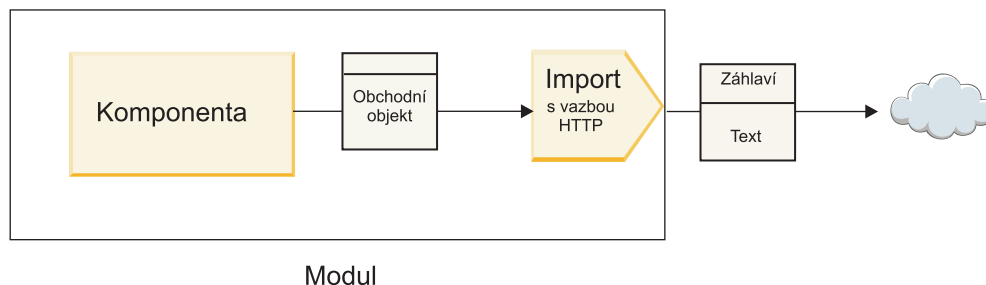 Komponenta
Obchodní
objekt
Import
s vazbou
HTTP
Záhlaví
Text
Modul